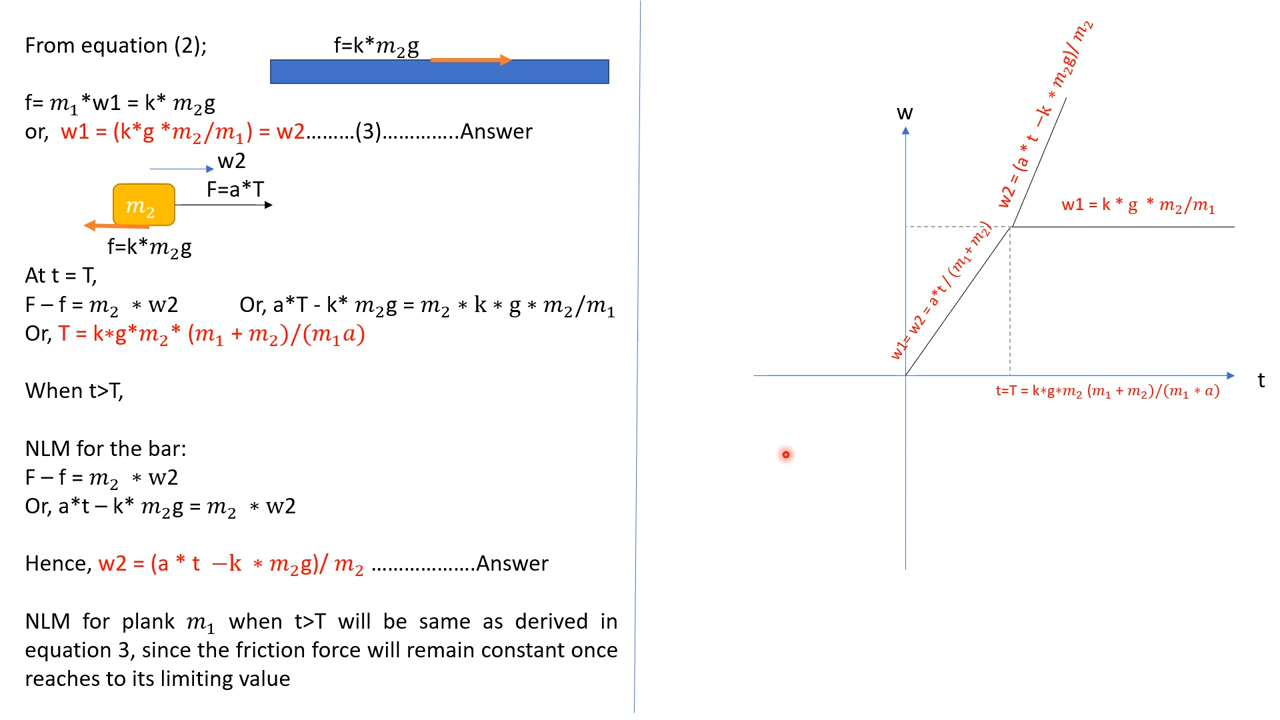 From equation (2);
f=k*m₂g
f= m₁*w1 = k* m₂g
or, w1 = (k*g *m₂/m₁) = w2………(3)…………..Answer
w2
F=a*T
m₂
f=k*m₂g
At t = T,
F – f = m₂ ∗ w2 Or, a*T - k* m₂g = m₂ ∗ k ∗ g ∗ m₂/m₁
Or, T = k∗g*m₂* (m₁ + m₂)/(m₁a)
When t>T,
NLM for the bar:
F – f = m₂ ∗ w2
Or, a*t – k* m₂g = m₂ ∗ w2
Hence, w2 = (a * t −k ∗ m₂g)/ m₂ ………………..Answer
NLM for plank m₁ when t>T will be same as derived in
equation 3, since the friction force will remain constant once
reaches to its limiting value
w
w2 = (a * t −k ∗ m₂g)/ m₂
w1 = k * g * m₂/m₁
w1= w2 = a*t / (m₁+ m₂)
t
t=T = k∗g∗m₂ (m₁ + m₂)/(m₁ ∗ a)